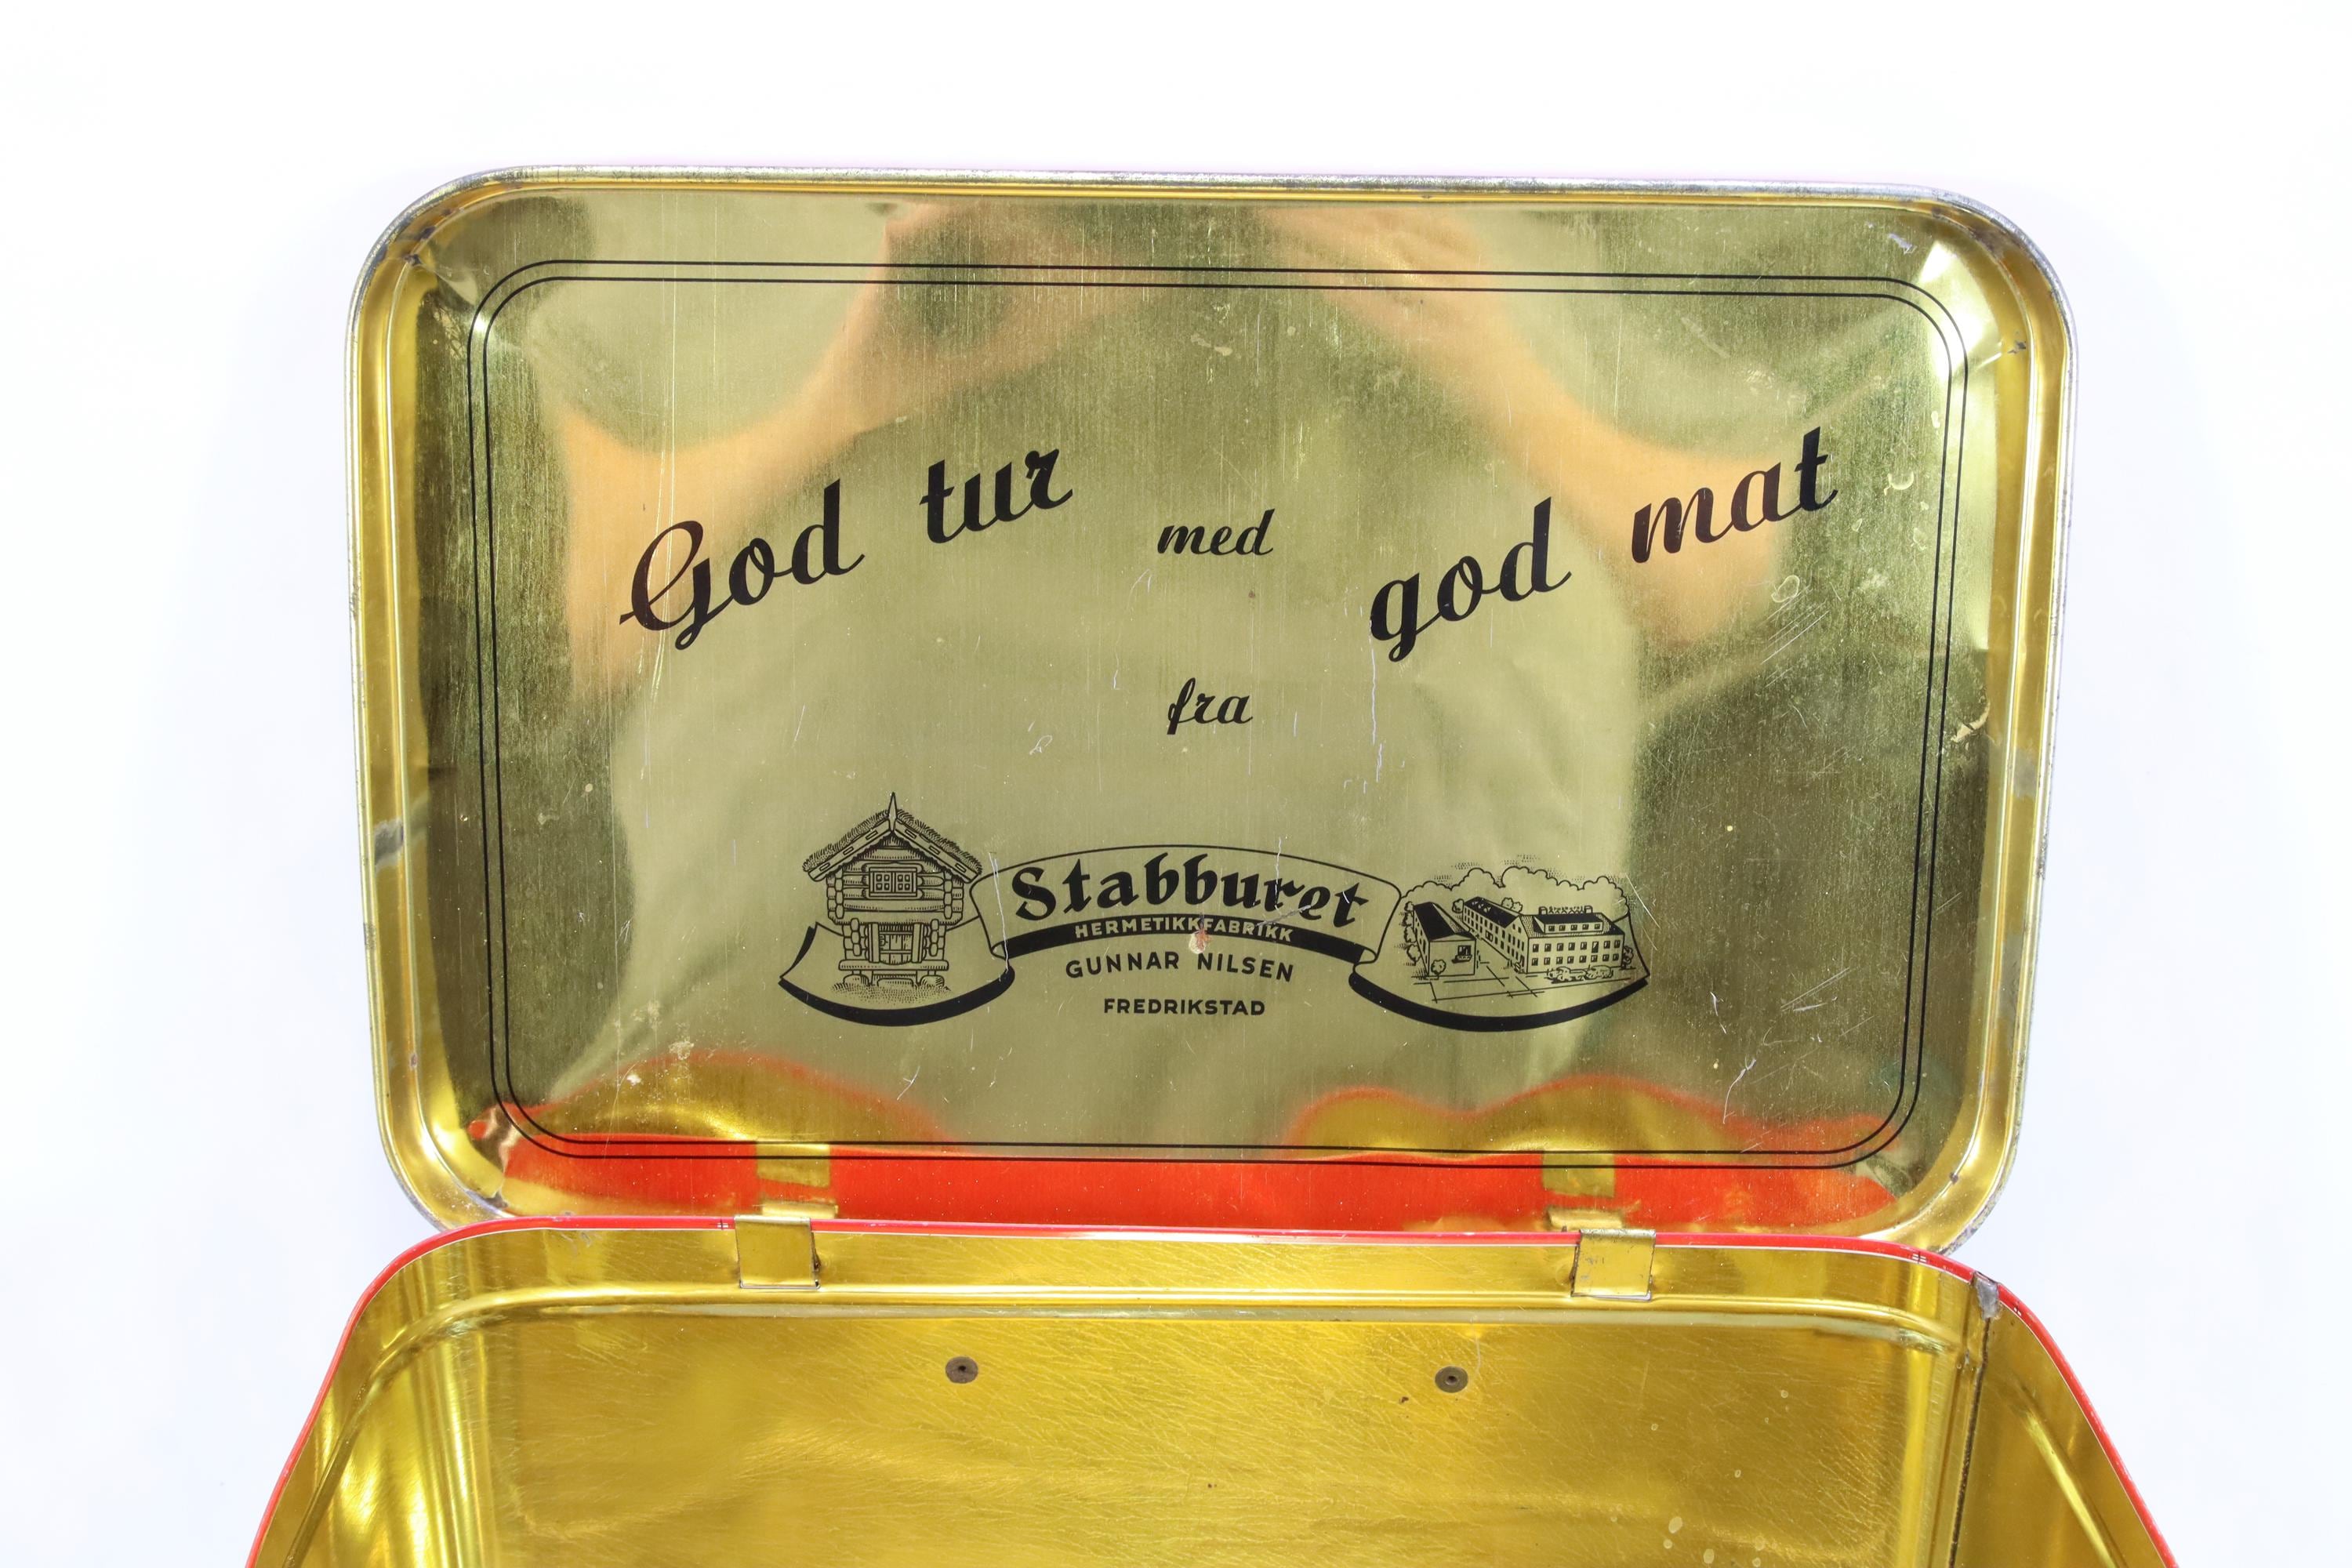 God tur med god mat
fra
Stabburet
HERMETIKKFABRIKK
GUNNAR NILSEN
FREDRIKSTAD